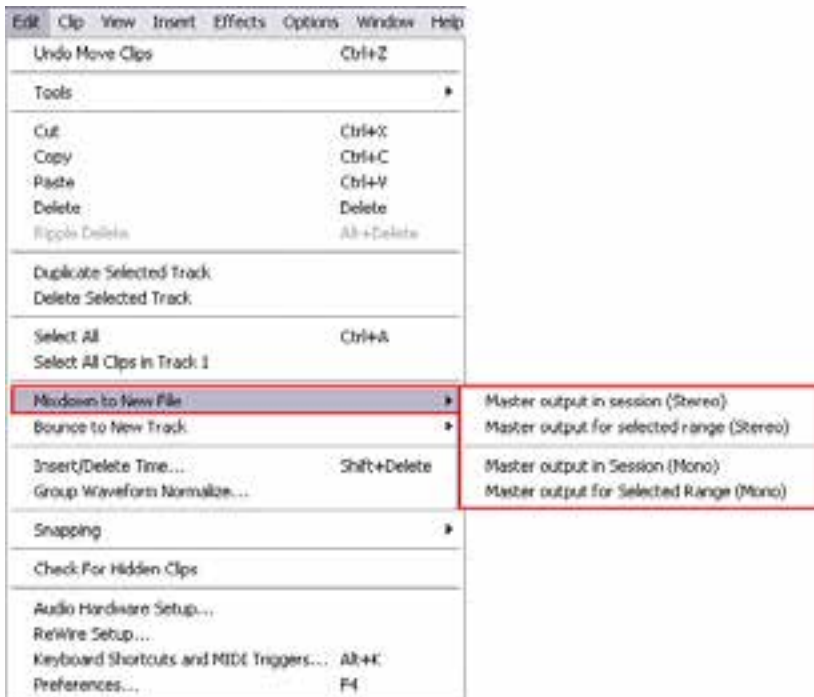 Edit Clip View Insert Effects Options Window Help
Undo Move Clips Ctrl+Z
Tools
Cut Ctrl+X
Copy Ctrl+C
Paste Ctrl+V
Delete Delete
Ripple Delete Alt+Delete
Duplicate Selected Track
Delete Selected Track
Select All Ctrl+A
Select All Clips in Track 1
Mixdown to New File
Master output in session (Stereo)
Bounce to New Track
Master output for selected range (Stereo)
Insert/Delete Time... Shift+Delete
Master output in Session (Mono)
Group Waveform Normalize...
Master output for Selected Range (Mono)
Snapping
Check For Hidden Clips
Audio Hardware Setup...
ReWire Setup...
Keyboard Shortcuts and MIDI Triggers... Alt+K
Preferences... F4